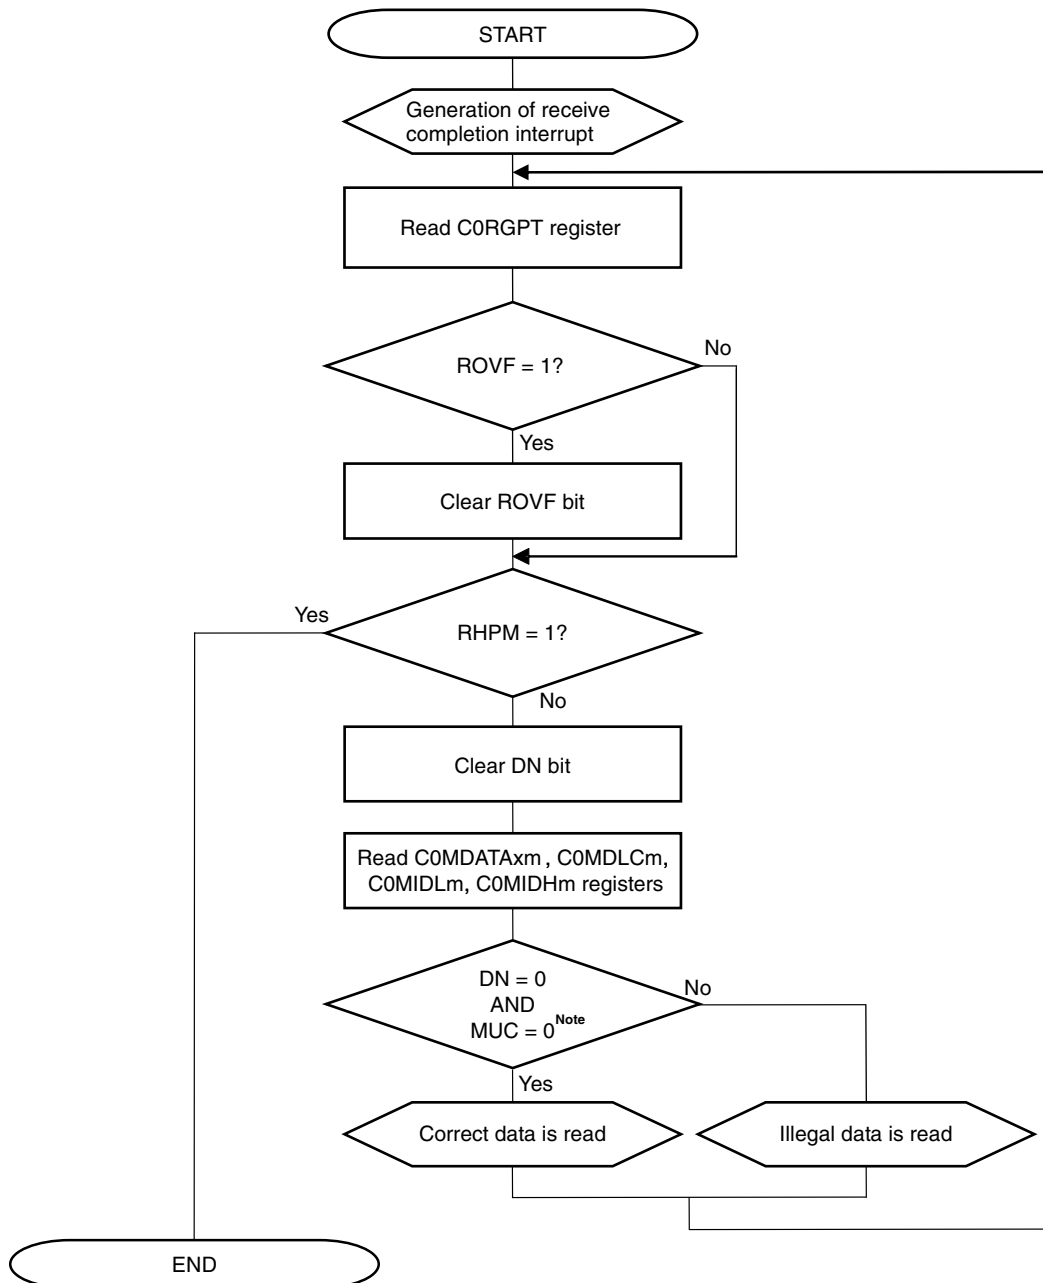 START
Generation of receive
completion interrupt
Read C0RGPT register
ROVF = 1?
No
Yes
Clear ROVF bit
Yes
RHPM = 1?
No
Clear DN bit
Read C0MDATAxm , C0MDLCm,
C0MIDLm, C0MIDHm registers
DN = 0
AND
MUC = 0Note
No
Yes
Correct data is read
Illegal data is read
END